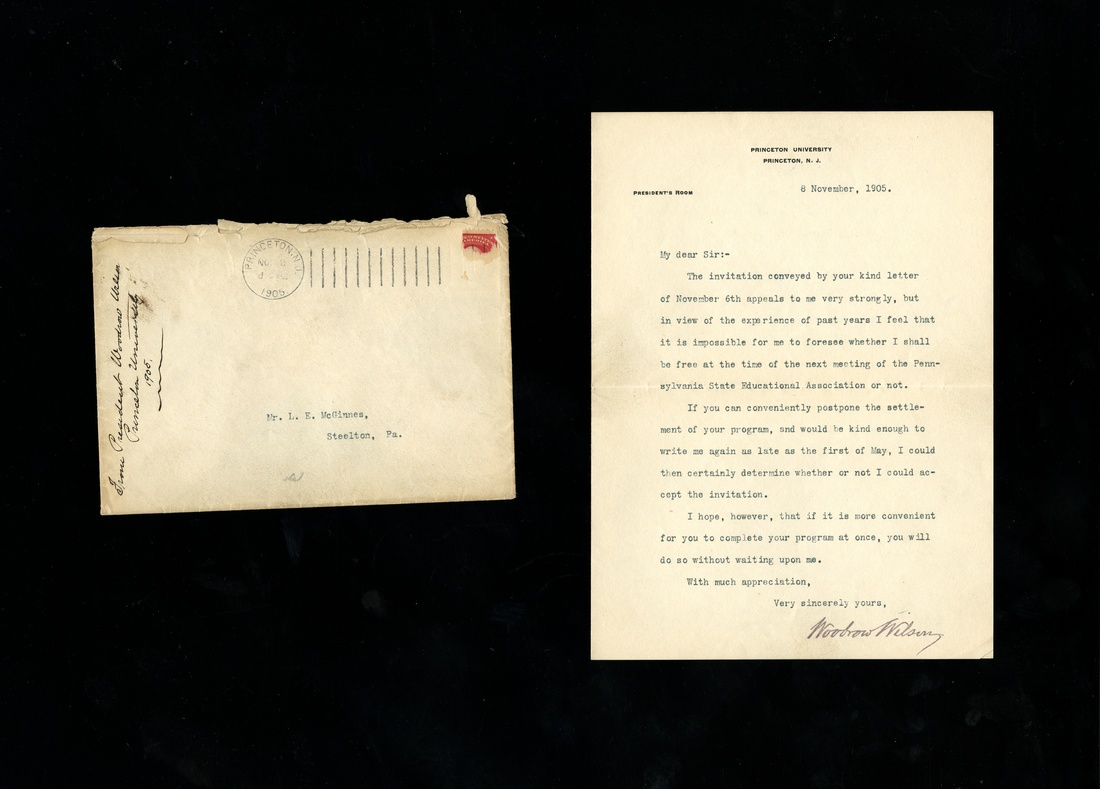 From President Woodrow Wilson
Princeton University
1905.
PRINCETON, N.J.
1905
Mr. L. E. McGinnes,
Steelton, Pa.
PRINCETON UNIVERSITY
PRINCETON, N. J.
PRESIDENT'S ROOM
8 November, 1905.
My dear Sir:-
The invitation conveyed by your kind letter
of November 6th appeals to me very strongly, but
in view of the experience of past years I feel that
it is impossible for me to foresee whether I shall
be free at the time of the next meeting of the Penn-
sylvania State Educational Association or not.
If you can conveniently postpone the settle-
ment of your program, and would be kind enough to
write me again as late as the first of May, I could
then certainly determine whether or not I could ac-
cept the invitation.
I hope, however, that if it is more convenient
for you to complete your program at once, you will
do so without waiting upon me.
With much appreciation,
Very sincerely yours,
Woodrow Wilson